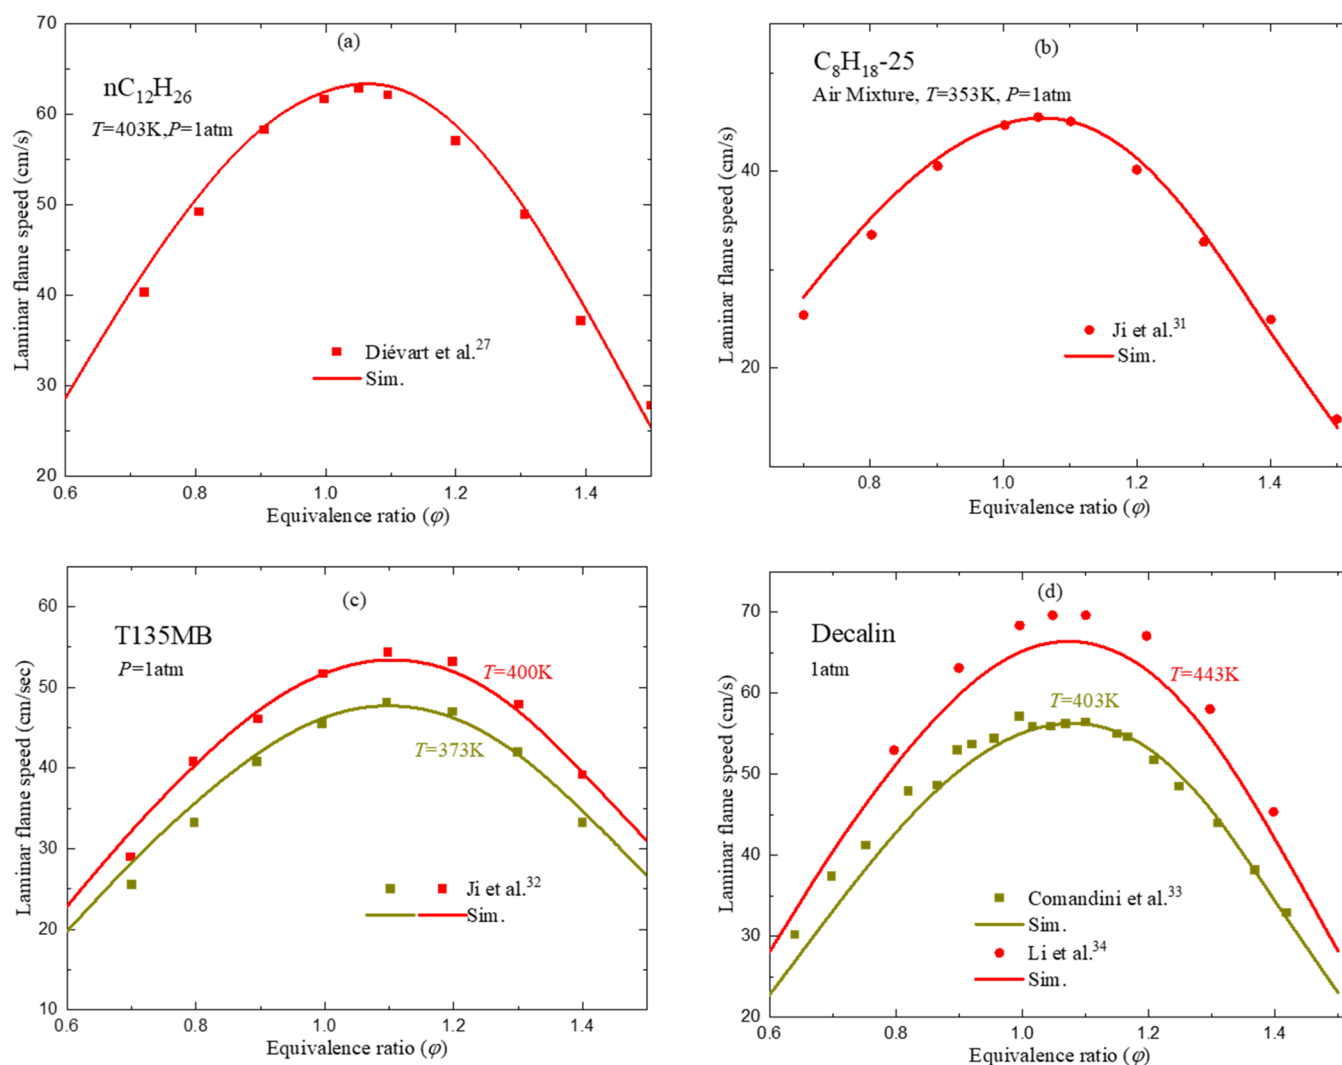 (a)
nC₁₂H₂₆
T=403K,P=1atm
Diévart et al.²⁷
Sim.
Laminar flame speed (cm/s)
70
60
50
40
30
20
0.6 0.8 1.0 1.2 1.4
Equivalence ratio (φ)
(b)
C₈H₁₈-25
Air Mixture, T=353K, P=1atm
Ji et al.³¹
Sim.
Laminar flame speed (cm/s)
40
20
0.8 1.0 1.2 1.4
Equivalence ratio (φ)
(c)
T135MB
P=1atm
T=400K
T=373K
Ji et al.³²
Sim.
Laminar flame speed (cm/sec)
60
50
40
30
20
10
0.6 0.8 1.0 1.2 1.4
Equivalence ratio (φ)
(d)
Decalin
1atm
T=443K
T=403K
Comandini et al.³³
Sim.
Li et al.³⁴
Sim.
Laminar flame speed (cm/s)
70
60
50
40
30
20
0.6 0.8 1.0 1.2 1.4
Equivalence ratio (φ)